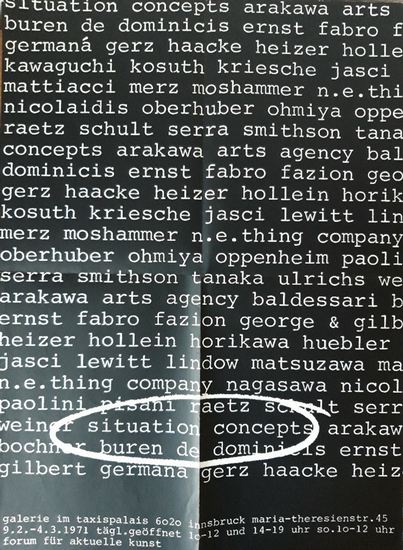 situation concepts arakawa arts
buren de dominicis ernst fabro f
germaná gerz haacke heizer holle
kawaguchi kosuth kriesche jasci
mattiacci merz moshammer n.e.thi
nicolaidis oberhuber ohmiya oppe
raetz schult serra smithson tana
concepts arakawa arts agency bal
dominicis ernst fabro fazion geo
gerz haacke heizer hollein horik
kosuth kriesche jasci lewitt lin
merz moshammer n.e.thing company
oberhuber ohmiya oppenheim paoli
serra smithson tanaka ulrichs we
arakawa arts agency baldessari b
ernst fabro fazion george & gilb
heizer hollein horikawa huebler
jasci lewitt lindow matsuzawa ma
n.e.thing company nagasawa nicol
paolini pisani raetz schult serr
weiner situation concepts arakaw
bochner buren de dominicis ernst
gilbert germaná gerz haacke heiz
galerie im taxispalais 6020 innsbruck maria-theresienstr.45
9.2.-4.3.1971 tägl.geöffnet 10-12 und 14-19 uhr so.10-12 uhr
forum für aktuelle kunst